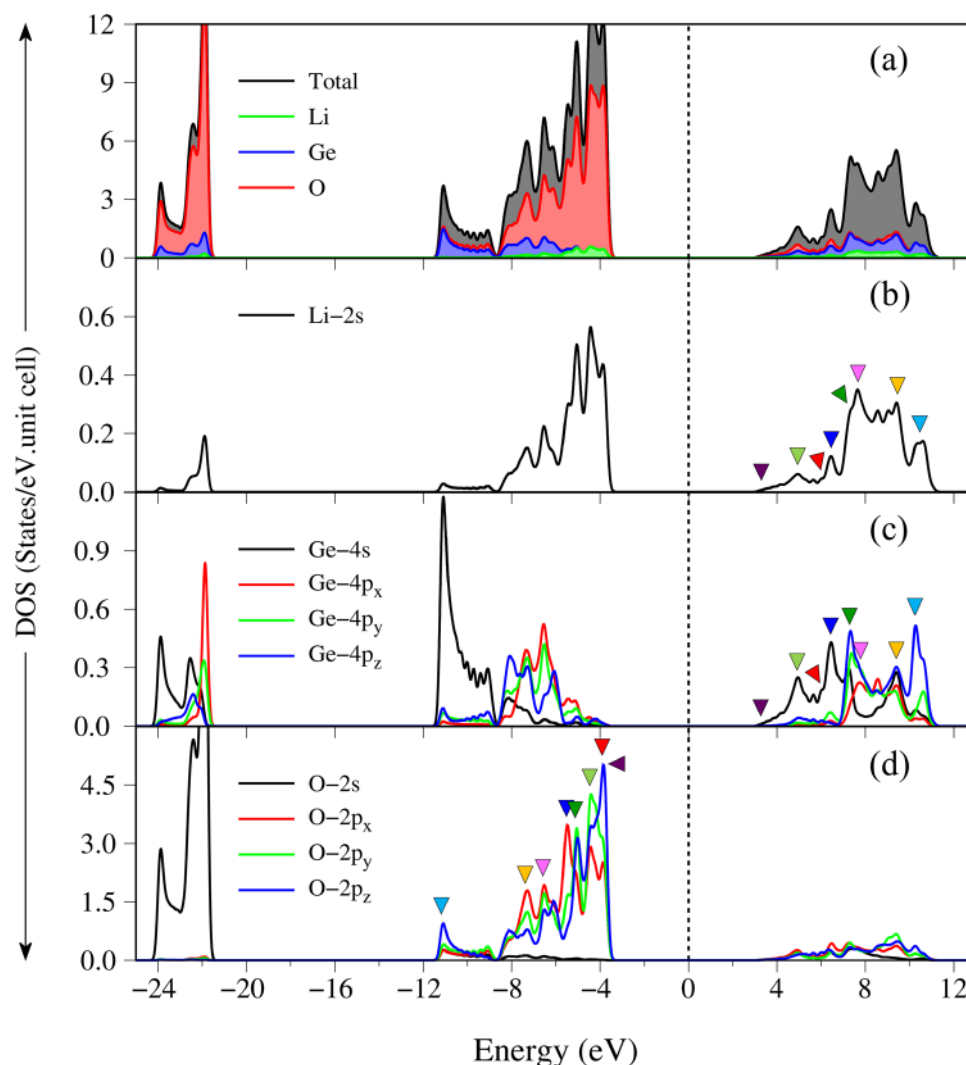 DOS (States/eV.unit cell)
12
9
6
3
0
Total
Li
Ge
O
(a)
0.6
0.4
0.2
0.0
Li−2s
(b)
0.9
0.6
0.3
0.0
Ge−4s
Ge−4px
Ge−4py
Ge−4pz
(c)
4.5
3.0
1.5
0.0
O−2s
O−2px
O−2py
O−2pz
(d)
−24 −20 −16 −12 −8 −4 0 4 8 12
Energy (eV)